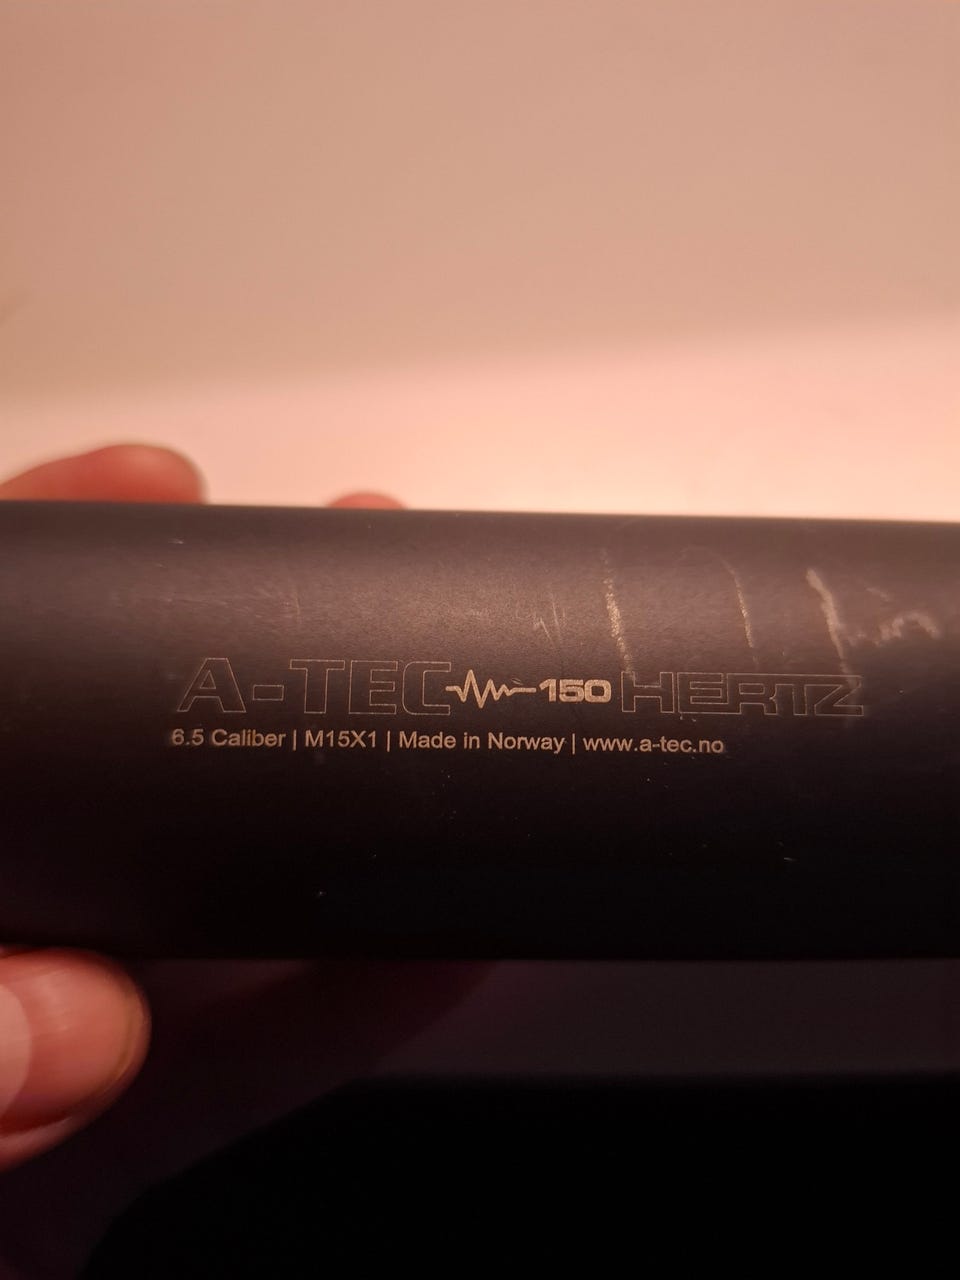 A-TEC 150 HERTZ
6.5 Caliber | M15X1 | Made in Norway | www.a-tec.no